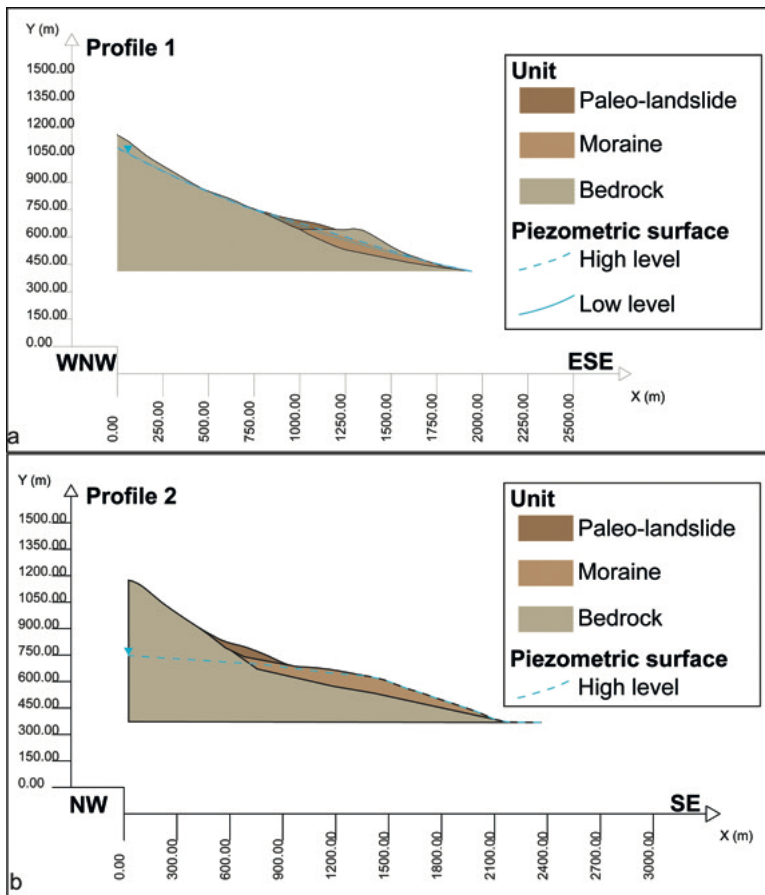 Y (m)
Profile 1
1500.00
1350.00
1200.00
1050.00
900.00
750.00
600.00
450.00
300.00
150.00
0.00
WNW
ESE
X (m)
0.00
250.00
500.00
750.00
1000.00
1250.00
1500.00
1750.00
2000.00
2250.00
2500.00
Unit
Paleo-landslide
Moraine
Bedrock
Piezometric surface
High level
Low level
a
Y (m)
Profile 2
1500.00
1350.00
1200.00
1050.00
900.00
750.00
600.00
450.00
300.00
150.00
0.00
NW
SE
X (m)
0.00
300.00
600.00
900.00
1200.00
1500.00
1800.00
2100.00
2400.00
2700.00
3000.00
Unit
Paleo-landslide
Moraine
Bedrock
Piezometric surface
High level
b